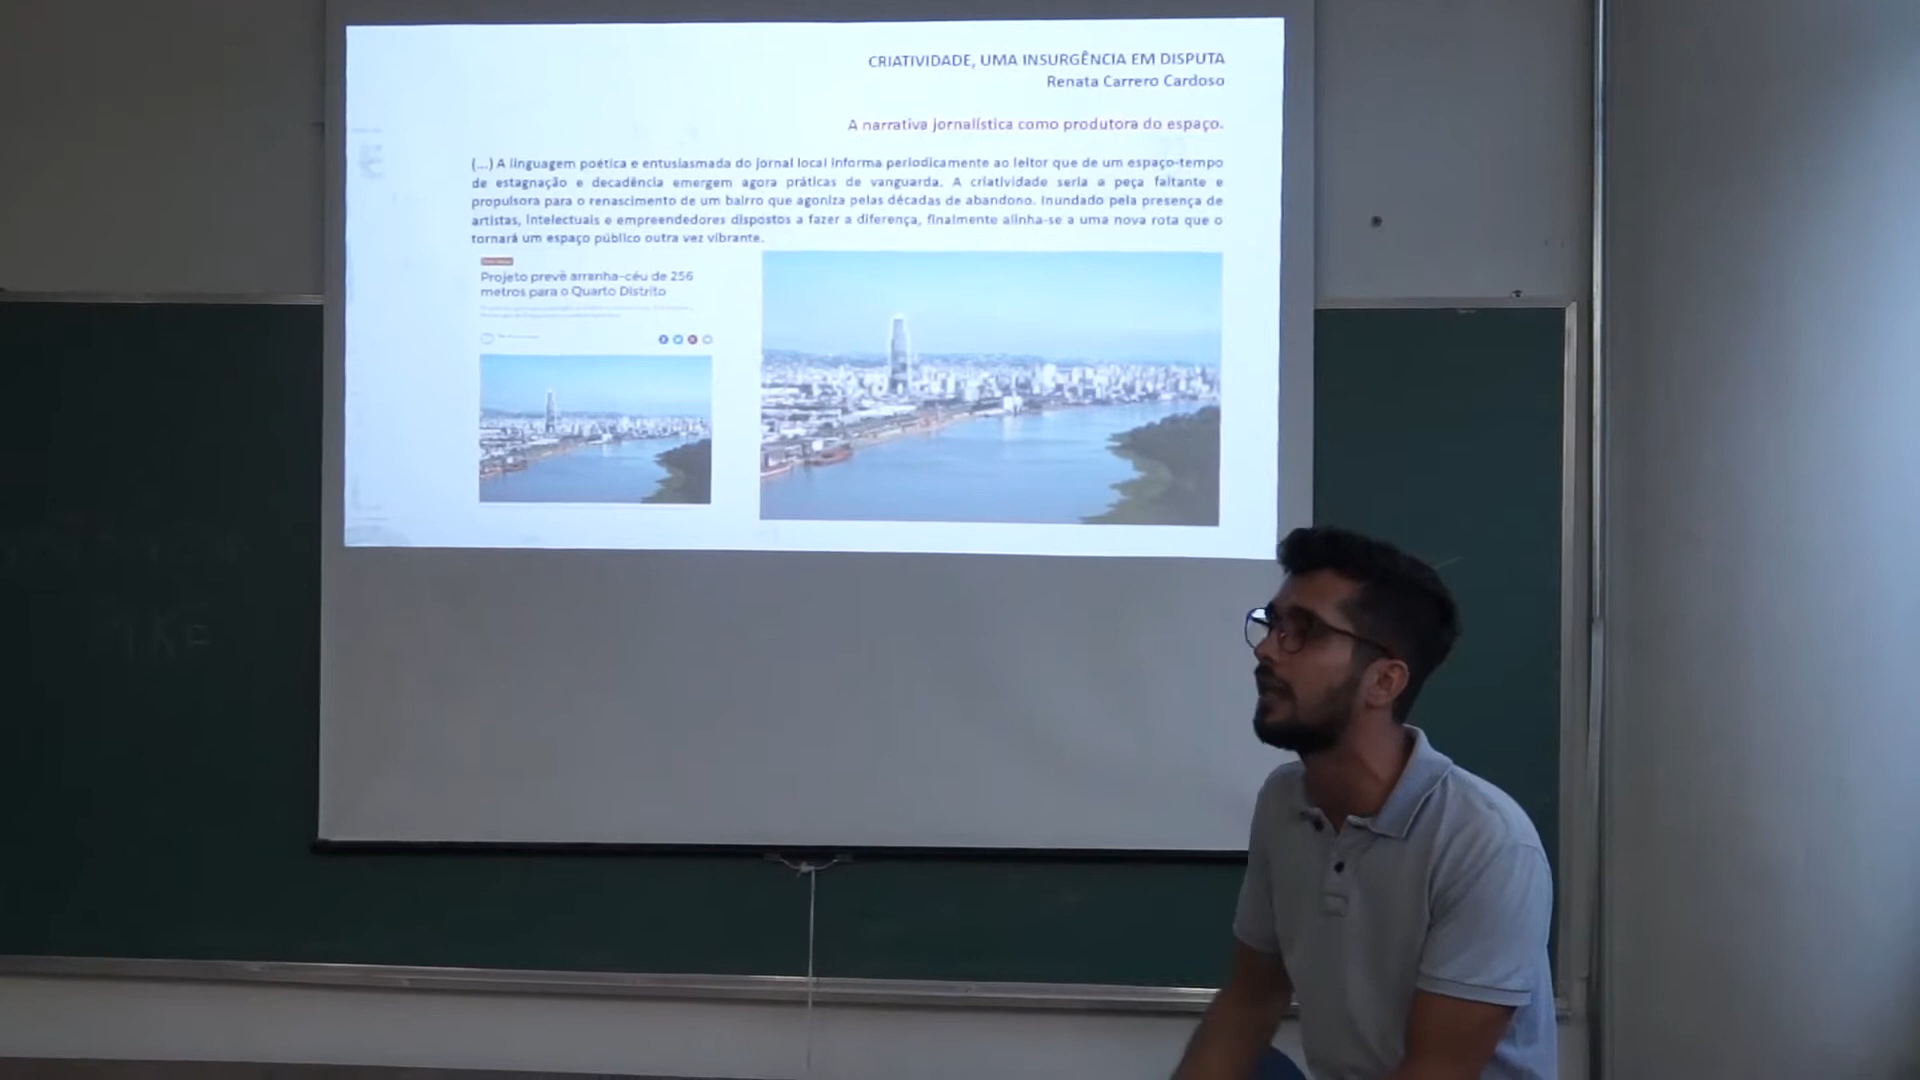 CRIATIVIDADE, UMA INSURGÊNCIA EM DISPUTA
Renata Carrero Cardoso
A narrativa jornalística como produtora do espaço.
(...) A linguagem poética e entusiasmada do jornal local informa periodicamente ao leitor que de um espaço-tempo
de estagnação e decadência emergem agora práticas de vanguarda. A criatividade seria a peça faltante e
propulsora para o renascimento de um bairro que agoniza pelas décadas de abandono. Inundado pela presença de
artistas, intelectuais e empreendedores dispostos a fazer a diferença, finalmente alinha-se a uma nova rota que o
tornará um espaço público outra vez vibrante.
Projeto prevê arranha-céu de 256
metros para o Quarto Distrito